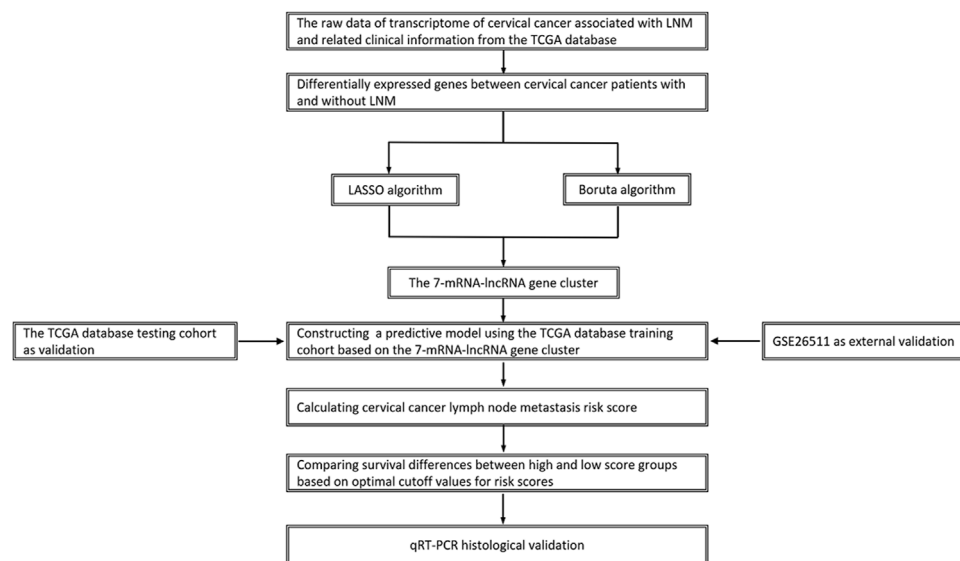 The raw data of transcriptome of cervical cancer associated with LNM
and related clinical information from the TCGA database
Differentially expressed genes between cervical cancer patients with
and without LNM
LASSO algorithm
Boruta algorithm
The 7-mRNA-lncRNA gene cluster
The TCGA database testing cohort
as validation
Constructing a predictive model using the TCGA database training
cohort based on the 7-mRNA-lncRNA gene cluster
GSE26511 as external validation
Calculating cervical cancer lymph node metastasis risk score
Comparing survival differences between high and low score groups
based on optimal cutoff values for risk scores
qRT-PCR histological validation